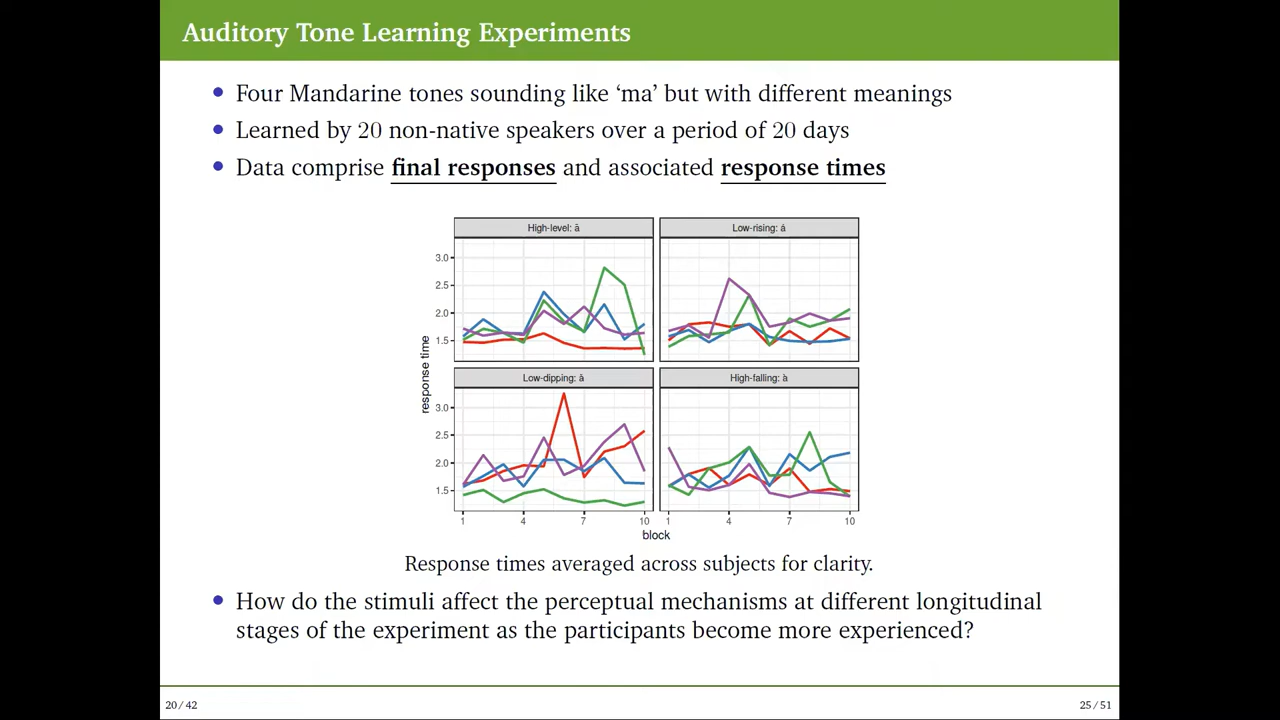 Auditory Tone Learning Experiments
• Four Mandarine tones sounding like ‘ma’ but with different meanings
• Learned by 20 non-native speakers over a period of 20 days
• Data comprise final responses and associated response times
High-level: ā
Low-rising: á
3.0
2.5
2.0
1.5
response time
Low-dipping: ǎ
High-falling: à
3.0
2.5
2.0
1.5
1 4 7 10 1 4 7 10
block
Response times averaged across subjects for clarity.
• How do the stimuli affect the perceptual mechanisms at different longitudinal
stages of the experiment as the participants become more experienced?
20 / 42
25 / 51